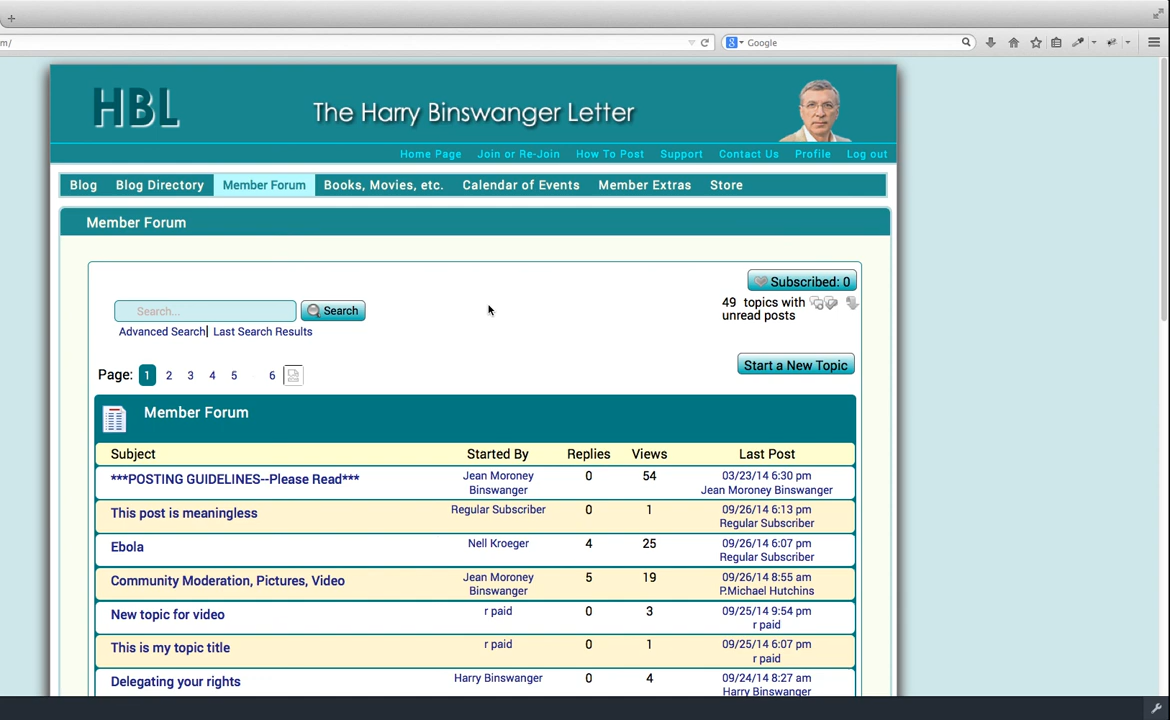 m/
Google
HBL
The Harry Binswanger Letter
Home Page Join or Re-Join How To Post Support Contact Us Profile Log out
Blog Blog Directory Member Forum Books, Movies, etc. Calendar of Events Member Extras Store
Member Forum
Subscribed: 0
49 topics with
unread posts
Search... Search
Advanced Search| Last Search Results
Start a New Topic
Page: 1 2 3 4 5 6
Member Forum
Subject Started By Replies Views Last Post
***POSTING GUIDELINES--Please Read*** Jean Moroney 0 54 03/23/14 6:30 pm
Binswanger Jean Moroney Binswanger
This post is meaningless Regular Subscriber 0 1 09/26/14 6:13 pm
Regular Subscriber
Ebola Nell Kroeger 4 25 09/26/14 6:07 pm
Regular Subscriber
Community Moderation, Pictures, Video Jean Moroney 5 19 09/26/14 8:55 am
Binswanger P.Michael Hutchins
New topic for video r paid 0 3 09/25/14 9:54 pm
r paid
This is my topic title r paid 0 1 09/25/14 6:07 pm
r paid
Delegating your rights Harry Binswanger 0 4 09/24/14 8:27 am
Harry Binswanger